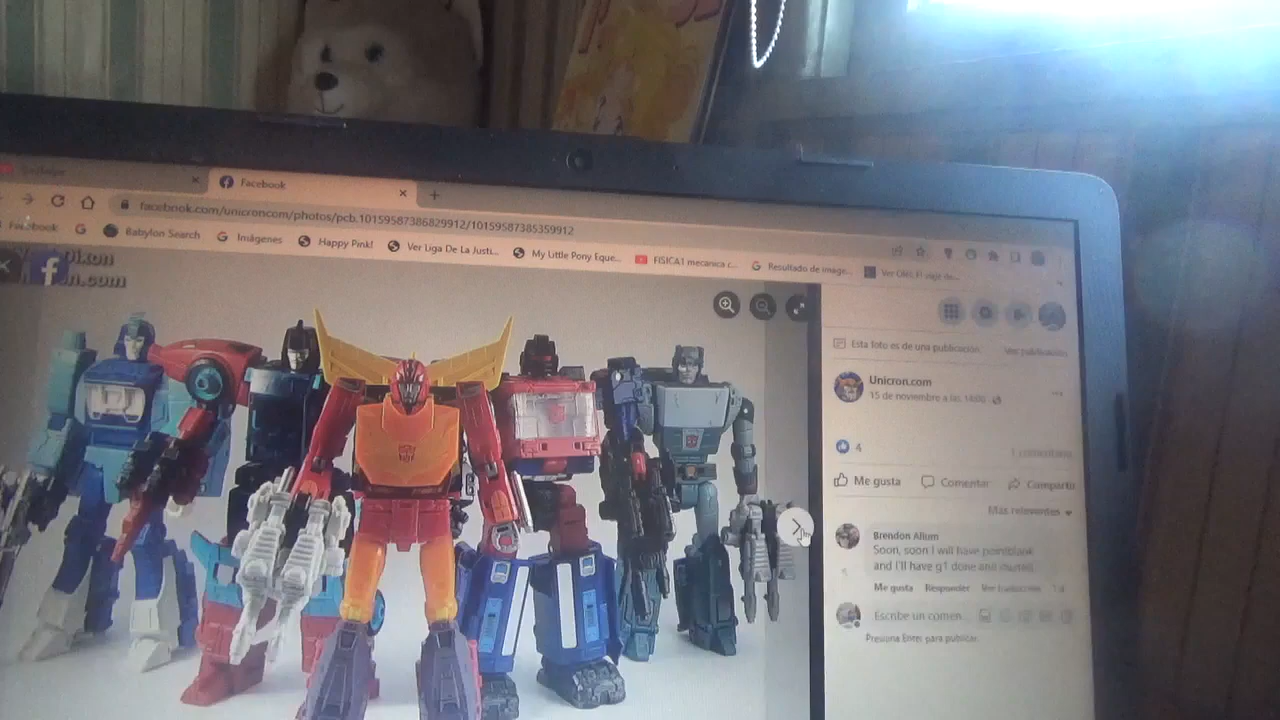 Facebook
facebook.com/unicroncom/photos/pcb.10159587386829912/10159587385359912
Facebook
Babylon Search
Imágenes
Happy Pink!
Ver Liga De La Justi...
My Little Pony Eque...
FISICA1 mecanica c...
Resultado de image...
n.com
Esta foto es de una publicación.
Ver publicación
Unicron.com
15 de noviembre a las
4
1 comentario
Me gusta
Comentar
Compartir
Más relevantes
Brendon Allum
Soon, soon I will have pointblank
and I'll have g1 done and
Me gusta Responder Ver traducción 1 d
Escribe un comen...
Presiona Enter para publicar.